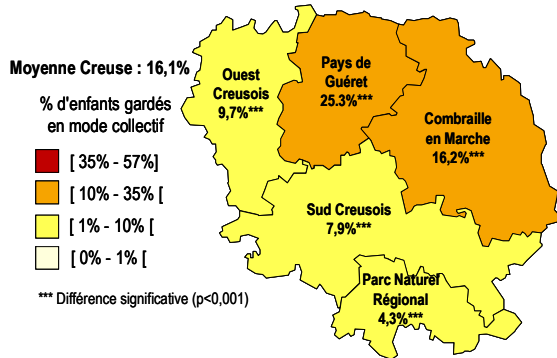 Moyenne Creuse : 16,1%
% d'enfants gardés
en mode collectif
[ 35% - 57%]
[ 10% - 35% [
[ 1% - 10% [
[ 0% - 1% [
*** Différence significative (p<0,001)
Ouest
Creusois
9,7%***
Pays de
Guéret
25.3%***
Combraille
en Marche
16,2%***
Sud Creusois
7,9%***
Parc Naturel
Régional
4,3%***